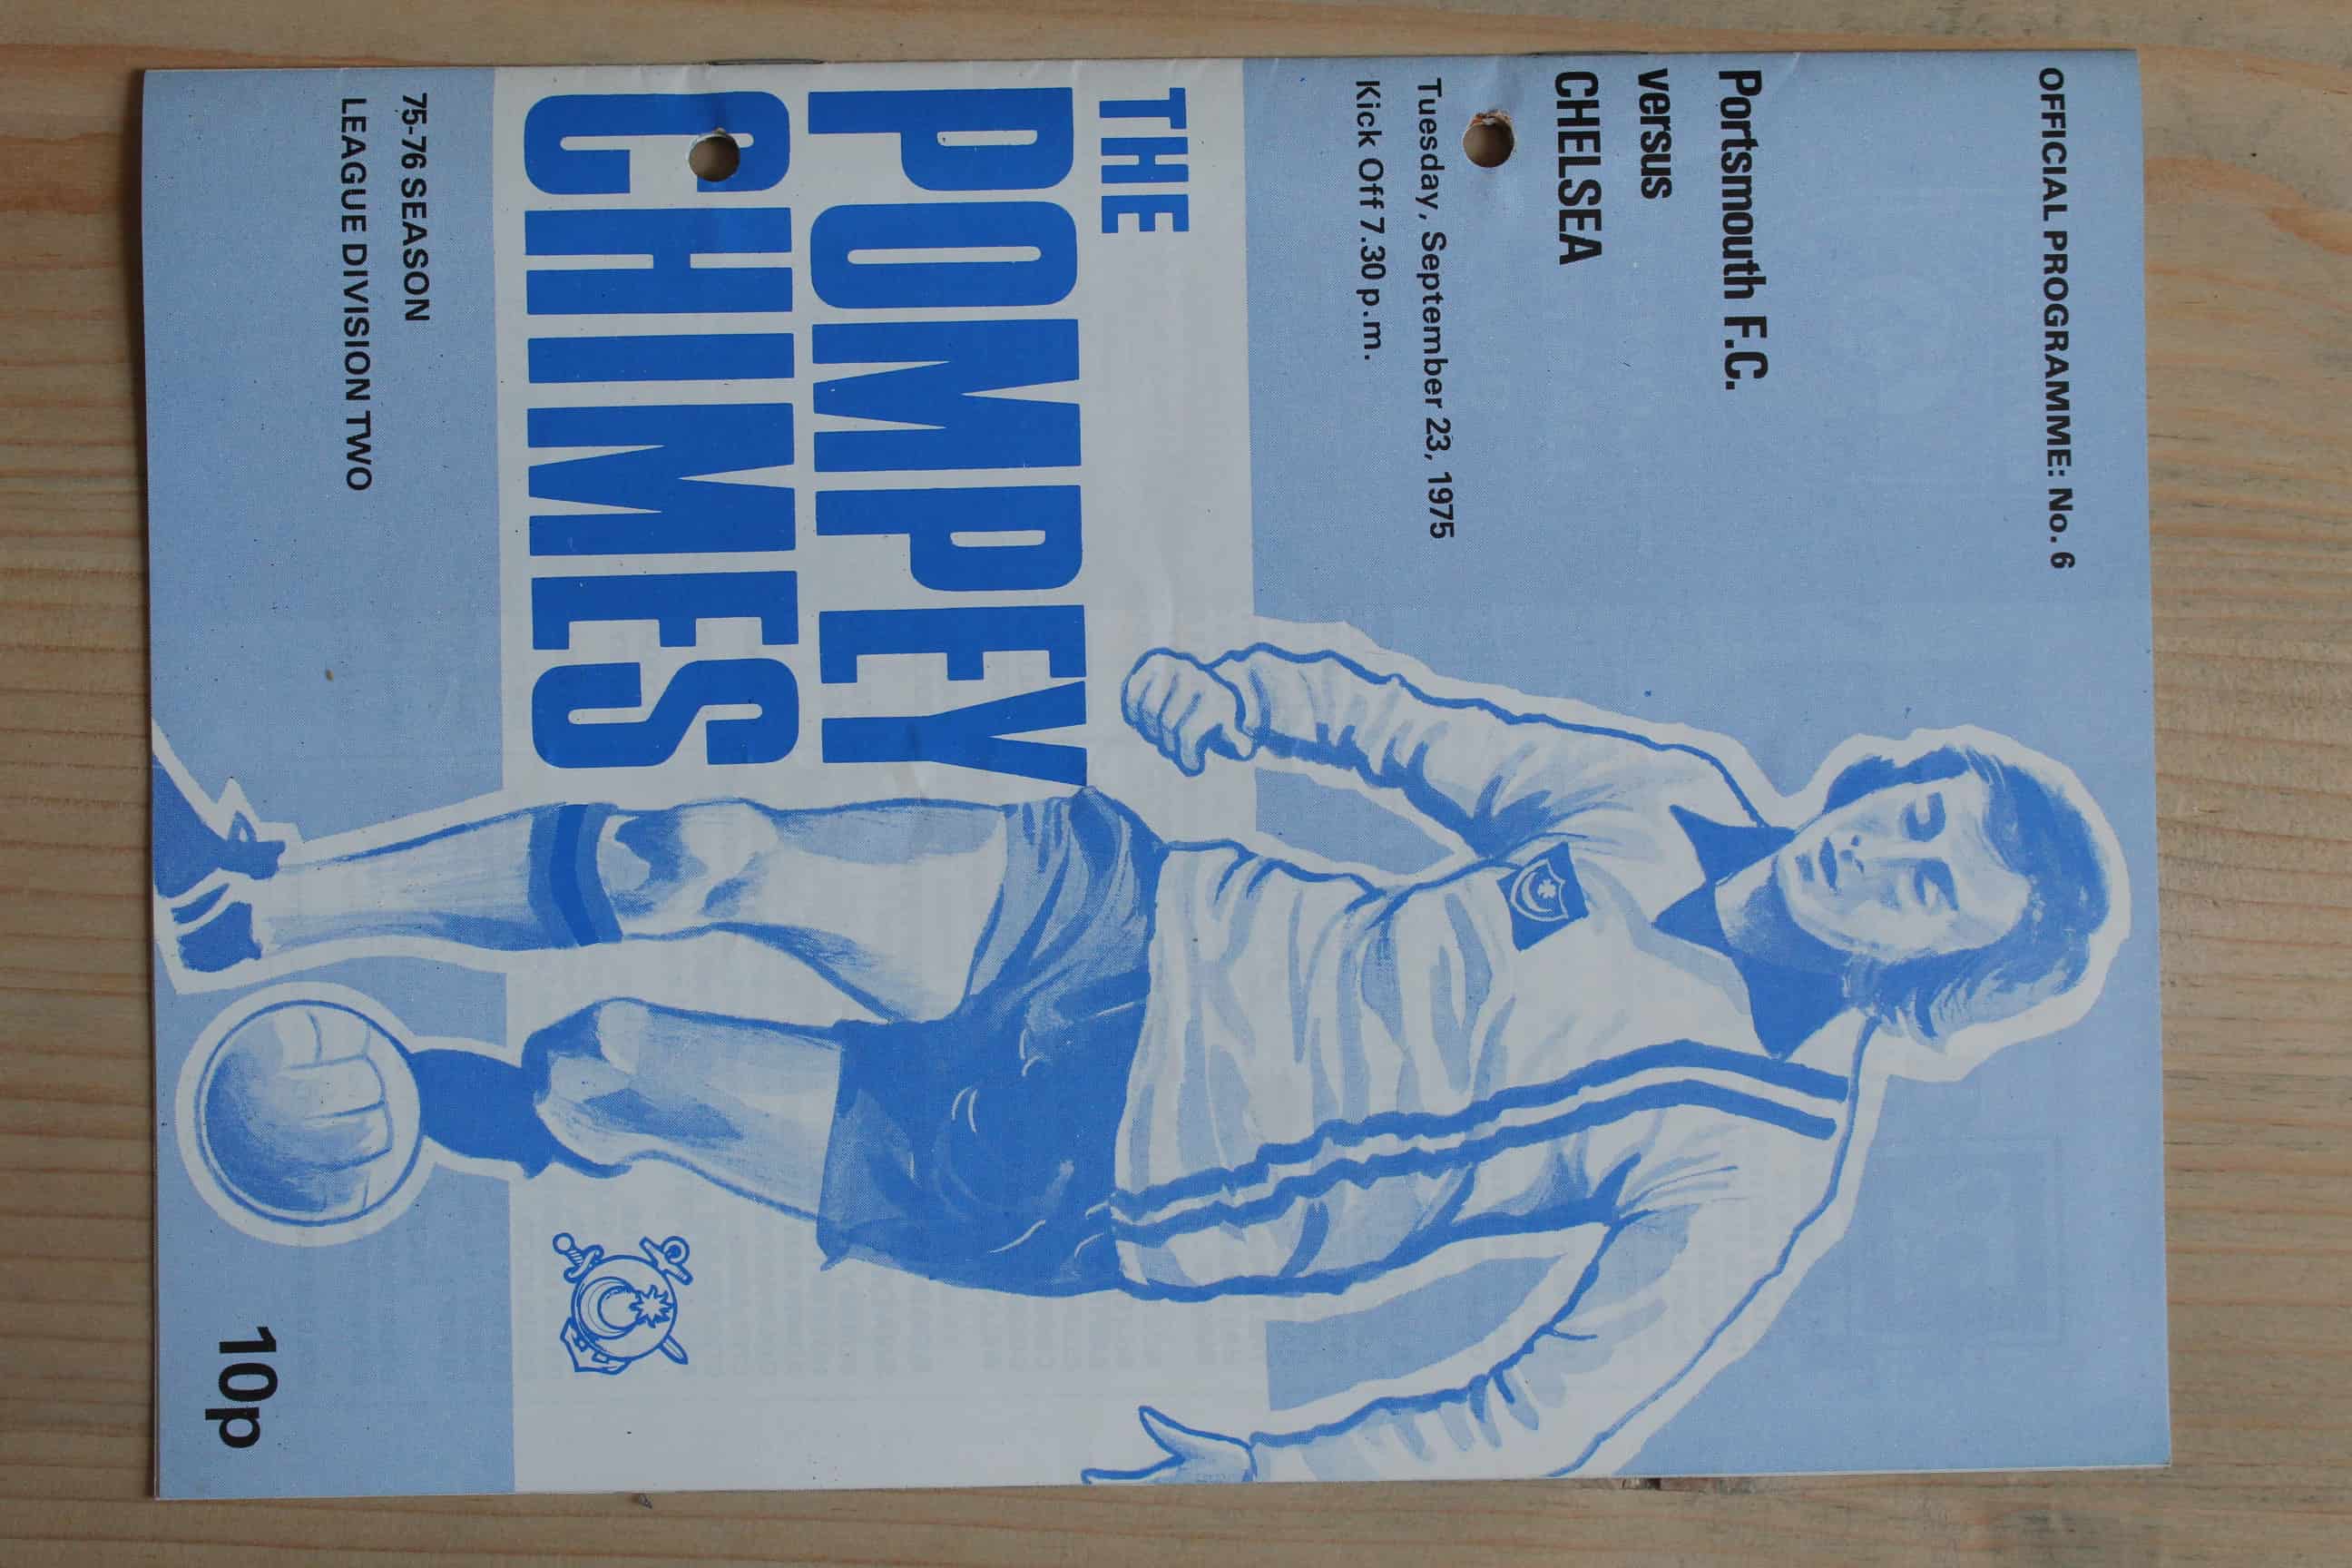 OFFICIAL PROGRAMME: No. 6
Portsmouth F.C.
versus
CHELSEA
Tuesday, September 23, 1975
Kick Off 7.30 p.m.
THE
POMPEY
CHIMES
75-76 SEASON
LEAGUE DIVISION TWO
10p